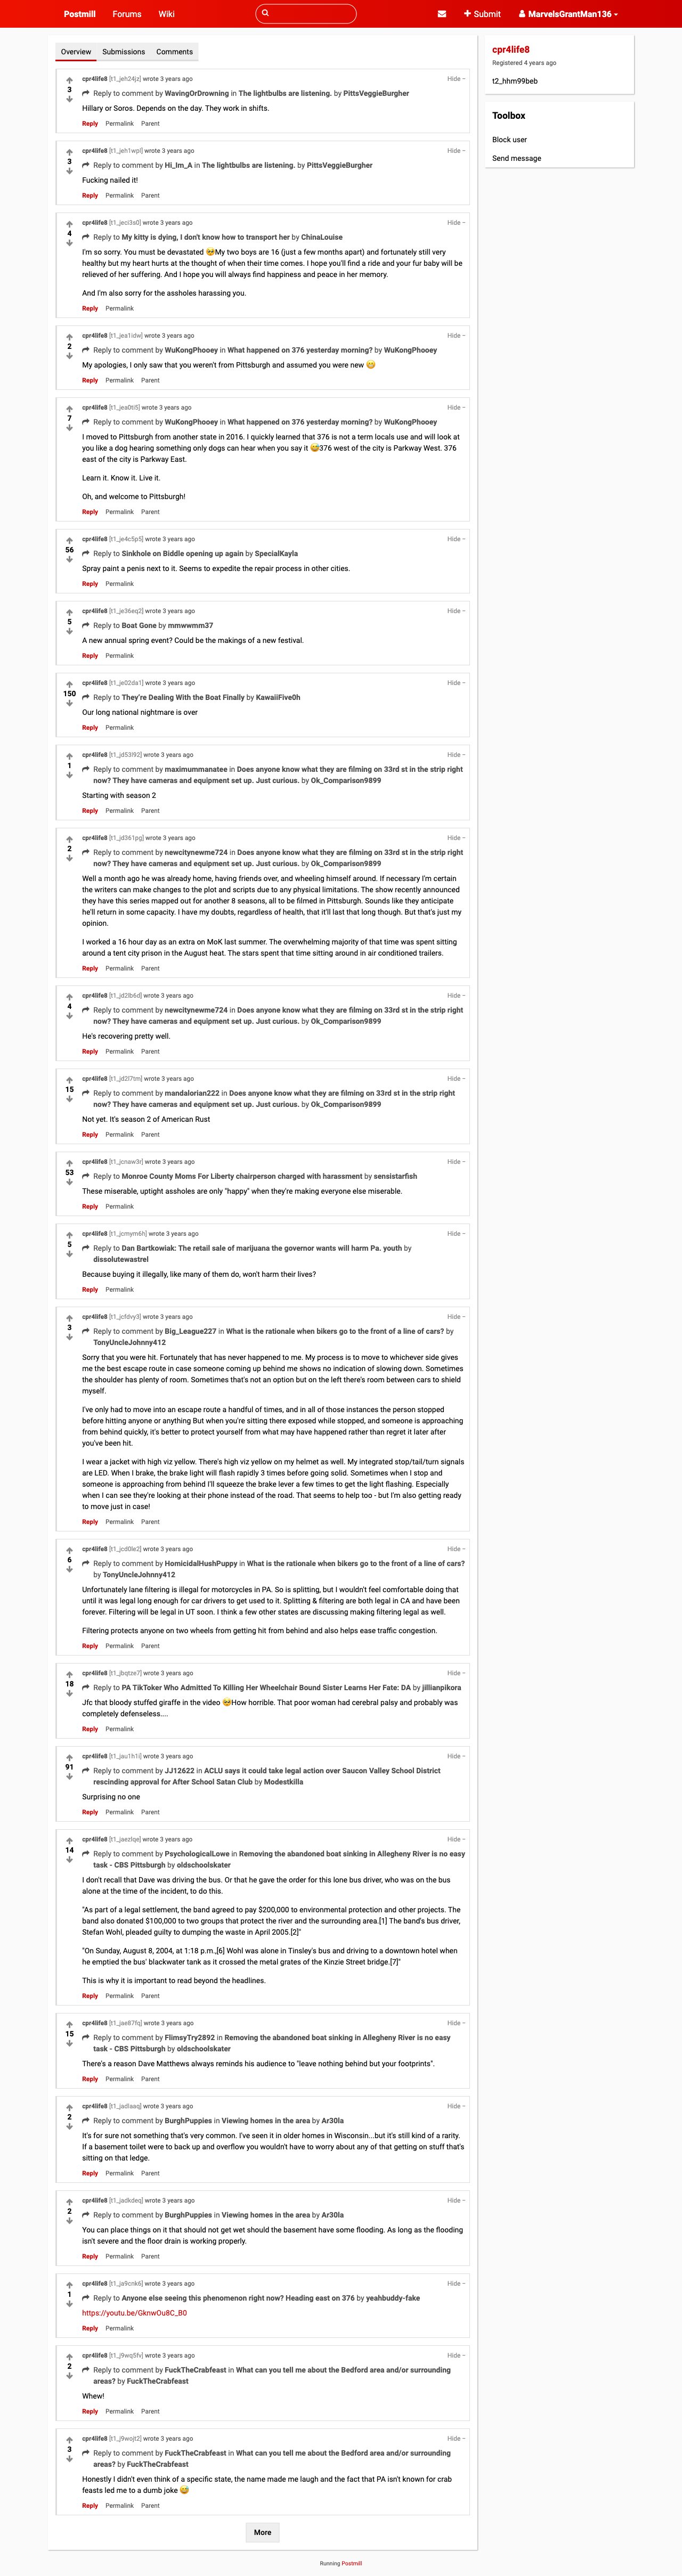 Postmill Forums Wiki Submit MarvelsGrantMan136
Overview Submissions Comments
cpr4life8 [t1_jeh24jz] wrote 3 years ago Hide –
3
Reply to comment by WavingOrDrowning in The lightbulbs are listening. by PittsVeggieBurgher
Hillary or Soros. Depends on the day. They work in shifts.
Reply Permalink Parent
cpr4life8 [t1_jeh1wpl] wrote 3 years ago Hide –
3
Reply to comment by Hi_Im_A in The lightbulbs are listening. by PittsVeggieBurgher
Fucking nailed it!
Reply Permalink Parent
cpr4life8 [t1_jeci3s0] wrote 3 years ago Hide –
4
Reply to My kitty is dying, I don't know how to transport her by ChinaLouise
I'm so sorry. You must be devastated 🥺My two boys are 16 (just a few months apart) and fortunately still very
healthy but my heart hurts at the thought of when their time comes. I hope you'll find a ride and your fur baby will be
relieved of her suffering. And I hope you will always find happiness and peace in her memory.
And I'm also sorry for the assholes harassing you.
Reply Permalink
cpr4life8 [t1_jea1idw] wrote 3 years ago Hide –
2
Reply to comment by WuKongPhooey in What happened on 376 yesterday morning? by WuKongPhooey
My apologies, I only saw that you weren't from Pittsburgh and assumed you were new 😋
Reply Permalink Parent
cpr4life8 [t1_jea0ti5] wrote 3 years ago Hide –
7
Reply to comment by WuKongPhooey in What happened on 376 yesterday morning? by WuKongPhooey
I moved to Pittsburgh from another state in 2016. I quickly learned that 376 is not a term locals use and will look at
you like a dog hearing something only dogs can hear when you say it 😅376 west of the city is Parkway West. 376
east of the city is Parkway East.
Learn it. Know it. Live it.
Oh, and welcome to Pittsburgh!
Reply Permalink Parent
cpr4life8 [t1_je4c5p5] wrote 3 years ago Hide –
56
Reply to Sinkhole on Biddle opening up again by SpecialKayla
Spray paint a penis next to it. Seems to expedite the repair process in other cities.
Reply Permalink
cpr4life8 [t1_je36eq2] wrote 3 years ago Hide –
5
Reply to Boat Gone by mmwwmm37
A new annual spring event? Could be the makings of a new festival.
Reply Permalink
cpr4life8 [t1_je02da1] wrote 3 years ago Hide –
150
Reply to They're Dealing With the Boat Finally by KawaiiFive0h
Our long national nightmare is over
Reply Permalink
cpr4life8 [t1_jd53i92] wrote 3 years ago Hide –
1
Reply to comment by maximummanatee in Does anyone know what they are filming on 33rd st in the strip right
now? They have cameras and equipment set up. Just curious. by Ok_Comparison9899
Starting with season 2
Reply Permalink Parent
cpr4life8 [t1_jd361pg] wrote 3 years ago Hide –
2
Reply to comment by newcitynewme724 in Does anyone know what they are filming on 33rd st in the strip right
now? They have cameras and equipment set up. Just curious. by Ok_Comparison9899
Well a month ago he was already home, having friends over, and wheeling himself around. If necessary I'm certain
the writers can make changes to the plot and scripts due to any physical limitations. The show recently announced
they have this series mapped out for another 8 seasons, all to be filmed in Pittsburgh. Sounds like they anticipate
he'll return in some capacity. I have my doubts, regardless of health, that it'll last that long though. But that's just my
opinion.
I worked a 16 hour day as an extra on MoK last summer. The overwhelming majority of that time was spent sitting
around a tent city prison in the August heat. The stars spent that time sitting around in air conditioned trailers.
Reply Permalink Parent
cpr4life8 [t1_jd2lb6d] wrote 3 years ago Hide –
4
Reply to comment by newcitynewme724 in Does anyone know what they are filming on 33rd st in the strip right
now? They have cameras and equipment set up. Just curious. by Ok_Comparison9899
He's recovering pretty well.
Reply Permalink Parent
cpr4life8 [t1_jd2l7tm] wrote 3 years ago Hide –
15
Reply to comment by mandalorian222 in Does anyone know what they are filming on 33rd st in the strip right
now? They have cameras and equipment set up. Just curious. by Ok_Comparison9899
Not yet. It's season 2 of American Rust
Reply Permalink Parent
cpr4life8 [t1_jcnaw3r] wrote 3 years ago Hide –
53
Reply to Monroe County Moms For Liberty chairperson charged with harassment by sensistarfish
These miserable, uptight assholes are only "happy" when they're making everyone else miserable.
Reply Permalink
cpr4life8 [t1_jcmym6h] wrote 3 years ago Hide –
5
Reply to Dan Bartkowiak: The retail sale of marijuana the governor wants will harm Pa. youth by
dissolutewastrel
Because buying it illegally, like many of them do, won't harm their lives?
Reply Permalink
cpr4life8 [t1_jcfdvy3] wrote 3 years ago Hide –
3
Reply to comment by Big_League227 in What is the rationale when bikers go to the front of a line of cars? by
TonyUncleJohnny412
Sorry that you were hit. Fortunately that has never happened to me. My process is to move to whichever side gives
me the best escape route in case someone coming up behind me shows no indication of slowing down. Sometimes
the shoulder has plenty of room. Sometimes that's not an option but on the left there's room between cars to shield
myself.
I've only had to move into an escape route a handful of times, and in all of those instances the person stopped
before hitting anyone or anything But when you're sitting there exposed while stopped, and someone is approaching
from behind quickly, it's better to protect yourself from what may have happened rather than regret it later after
you've been hit.
I wear a jacket with high viz yellow. There's high viz yellow on my helmet as well. My integrated stop/tail/turn signals
are LED. When I brake, the brake light will flash rapidly 3 times before going solid. Sometimes when I stop and
someone is approaching from behind I'll squeeze the brake lever a few times to get the light flashing. Especially
when I can see they're looking at their phone instead of the road. That seems to help too - but I'm also getting ready
to move just in case!
Reply Permalink Parent
cpr4life8 [t1_jcd0le2] wrote 3 years ago Hide –
6
Reply to comment by HomicidalHushPuppy in What is the rationale when bikers go to the front of a line of cars?
by TonyUncleJohnny412
Unfortunately lane filtering is illegal for motorcycles in PA. So is splitting, but I wouldn't feel comfortable doing that
until it was legal long enough for car drivers to get used to it. Splitting & filtering are both legal in CA and have been
forever. Filtering will be legal in UT soon. I think a few other states are discussing making filtering legal as well.
Filtering protects anyone on two wheels from getting hit from behind and also helps ease traffic congestion.
Reply Permalink Parent
cpr4life8 [t1_jbqtze7] wrote 3 years ago Hide –
18
Reply to PA TikToker Who Admitted To Killing Her Wheelchair Bound Sister Learns Her Fate: DA by jillianpikora
Jfc that bloody stuffed giraffe in the video 🥺How horrible. That poor woman had cerebral palsy and probably was
completely defenseless....
Reply Permalink
cpr4life8 [t1_jau1h1i] wrote 3 years ago Hide –
91
Reply to comment by JJ12622 in ACLU says it could take legal action over Saucon Valley School District
rescinding approval for After School Satan Club by Modestkilla
Surprising no one
Reply Permalink Parent
cpr4life8 [t1_jaezlqe] wrote 3 years ago Hide –
14
Reply to comment by PsychologicalLowe in Removing the abandoned boat sinking in Allegheny River is no easy
task - CBS Pittsburgh by oldschoolskater
I don't recall that Dave was driving the bus. Or that he gave the order for this lone bus driver, who was on the bus
alone at the time of the incident, to do this.
"As part of a legal settlement, the band agreed to pay $200,000 to environmental protection and other projects. The
band also donated $100,000 to two groups that protect the river and the surrounding area.[1] The band's bus driver,
Stefan Wohl, pleaded guilty to dumping the waste in April 2005.[2]"
"On Sunday, August 8, 2004, at 1:18 p.m.,[6] Wohl was alone in Tinsley's bus and driving to a downtown hotel when
he emptied the bus' blackwater tank as it crossed the metal grates of the Kinzie Street bridge.[7]"
This is why it is important to read beyond the headlines.
Reply Permalink Parent
cpr4life8 [t1_jae87fq] wrote 3 years ago Hide –
15
Reply to comment by FlimsyTry2892 in Removing the abandoned boat sinking in Allegheny River is no easy
task - CBS Pittsburgh by oldschoolskater
There's a reason Dave Matthews always reminds his audience to "leave nothing behind but your footprints".
Reply Permalink Parent
cpr4life8 [t1_jadlaaq] wrote 3 years ago Hide –
2
Reply to comment by BurghPuppies in Viewing homes in the area by Ar30la
It's for sure not something that's very common. I've seen it in older homes in Wisconsin...but it's still kind of a rarity.
If a basement toilet were to back up and overflow you wouldn't have to worry about any of that getting on stuff that's
sitting on that ledge.
Reply Permalink Parent
cpr4life8 [t1_jadkdeq] wrote 3 years ago Hide –
2
Reply to comment by BurghPuppies in Viewing homes in the area by Ar30la
You can place things on it that should not get wet should the basement have some flooding. As long as the flooding
isn't severe and the floor drain is working properly.
Reply Permalink Parent
cpr4life8 [t1_ja9cnk6] wrote 3 years ago Hide –
1
Reply to Anyone else seeing this phenomenon right now? Heading east on 376 by yeahbuddy-fake
https://youtu.be/GknwOu8C_B0
Reply Permalink
cpr4life8 [t1_j9wq5fv] wrote 3 years ago Hide –
2
Reply to comment by FuckTheCrabfeast in What can you tell me about the Bedford area and/or surrounding
areas? by FuckTheCrabfeast
Whew!
Reply Permalink Parent
cpr4life8 [t1_j9wojt2] wrote 3 years ago Hide –
3
Reply to comment by FuckTheCrabfeast in What can you tell me about the Bedford area and/or surrounding
areas? by FuckTheCrabfeast
Honestly I didn't even think of a specific state, the name made me laugh and the fact that PA isn't known for crab
feasts led me to a dumb joke 😅
Reply Permalink Parent
More
cpr4life8
Registered 4 years ago
t2_hhm99beb
Toolbox
Block user
Send message
Running Postmill